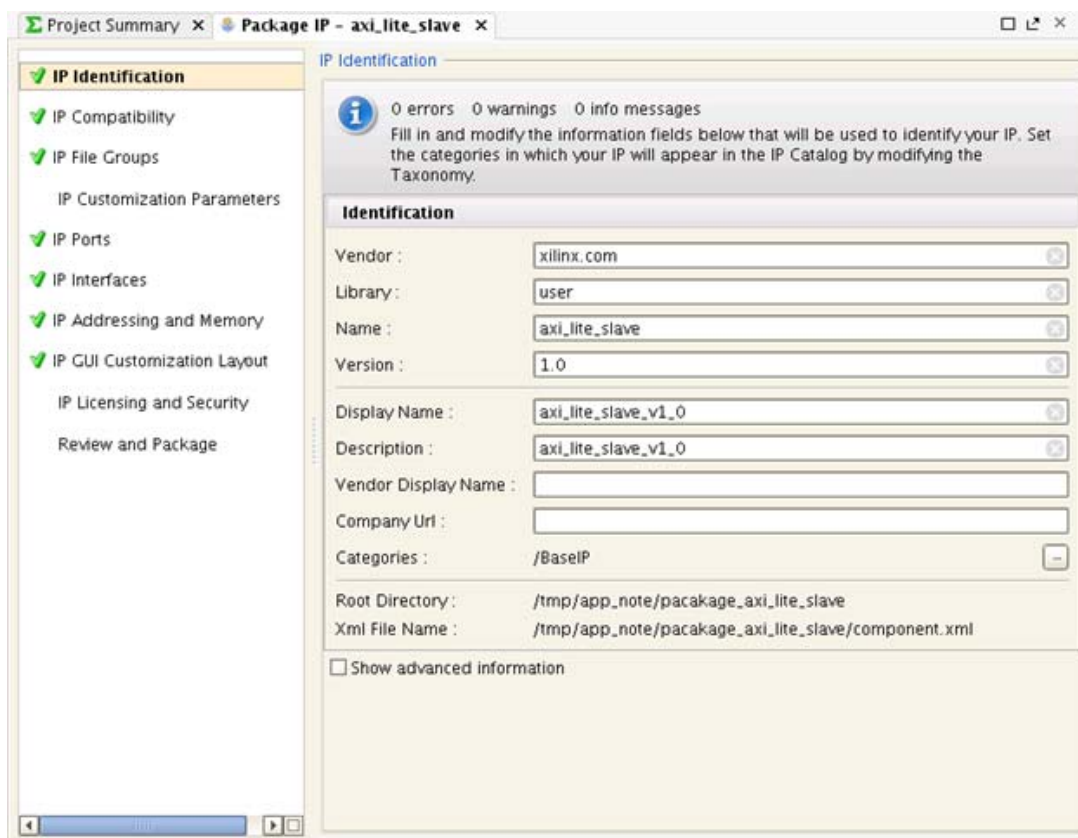 Σ Project Summary × Package IP - axi_lite_slave ×
IP Identification
IP Compatibility
IP File Groups
IP Customization Parameters
IP Ports
IP Interfaces
IP Addressing and Memory
IP GUI Customization Layout
IP Licensing and Security
Review and Package
IP Identification
0 errors 0 warnings 0 info messages
Fill in and modify the information fields below that will be used to identify your IP. Set
the categories in which your IP will appear in the IP Catalog by modifying the
Taxonomy.
Identification
Vendor : xilinx.com
Library : user
Name : axi_lite_slave
Version : 1.0
Display Name : axi_lite_slave_v1_0
Description : axi_lite_slave_v1_0
Vendor Display Name :
Company Url :
Categories : /BaseIP
Root Directory : /tmp/app_note/pacakage_axi_lite_slave
Xml File Name : /tmp/app_note/pacakage_axi_lite_slave/component.xml
Show advanced information